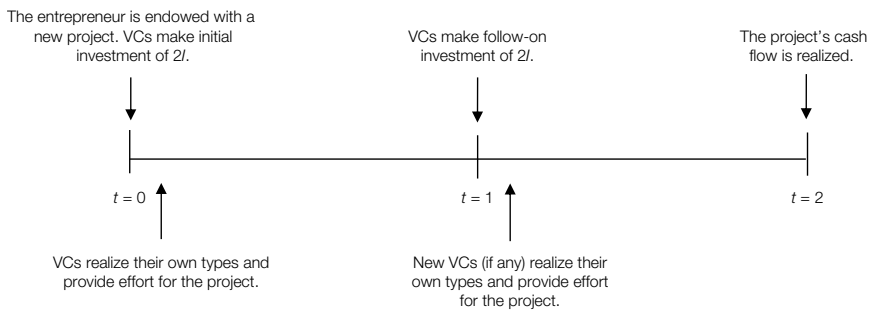 The entrepreneur is endowed with a
new project. VCs make initial
investment of 2I.
VCs make follow-on
investment of 2I.
The project's cash
flow is realized.
t = 0
t = 1
t = 2
VCs realize their own types and
provide effort for the project.
New VCs (if any) realize their
own types and provide effort
for the project.